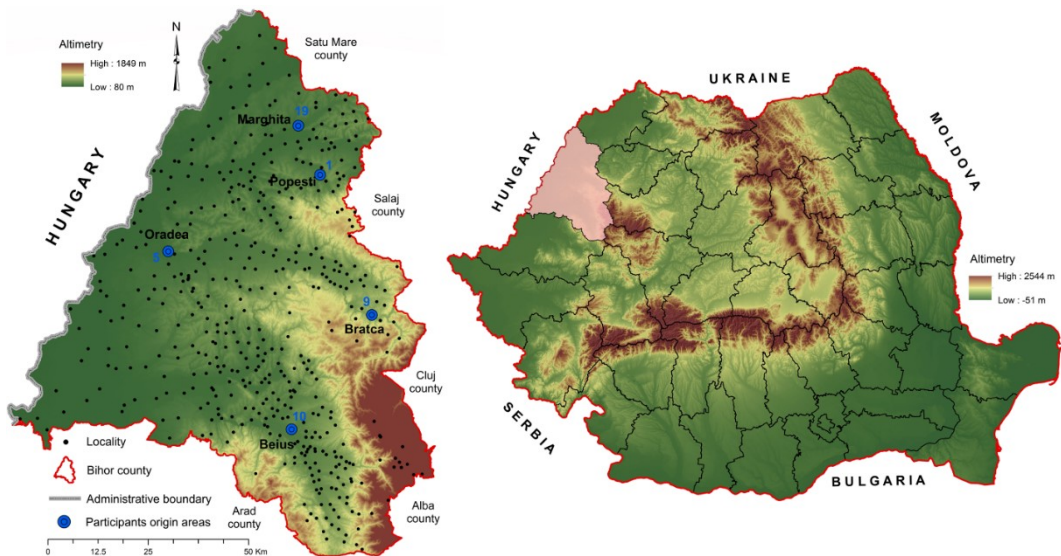 N
Altimetry
High : 1849 m
Low : 80 m
Satu Mare
county
19
Marghita
1
Popesti
HUNGARY
Salaj
county
Oradea
9
Bratca
Cluj
county
10
Beius
Locality
Bihor county
Administrative boundary
Participants origin areas
Arad
county
Alba
county
0 12.5 25 50 Km
UKRAINE
HUNGARY
MOLDOVA
Altimetry
High : 2544 m
Low : -51 m
SERBIA
BULGARIA